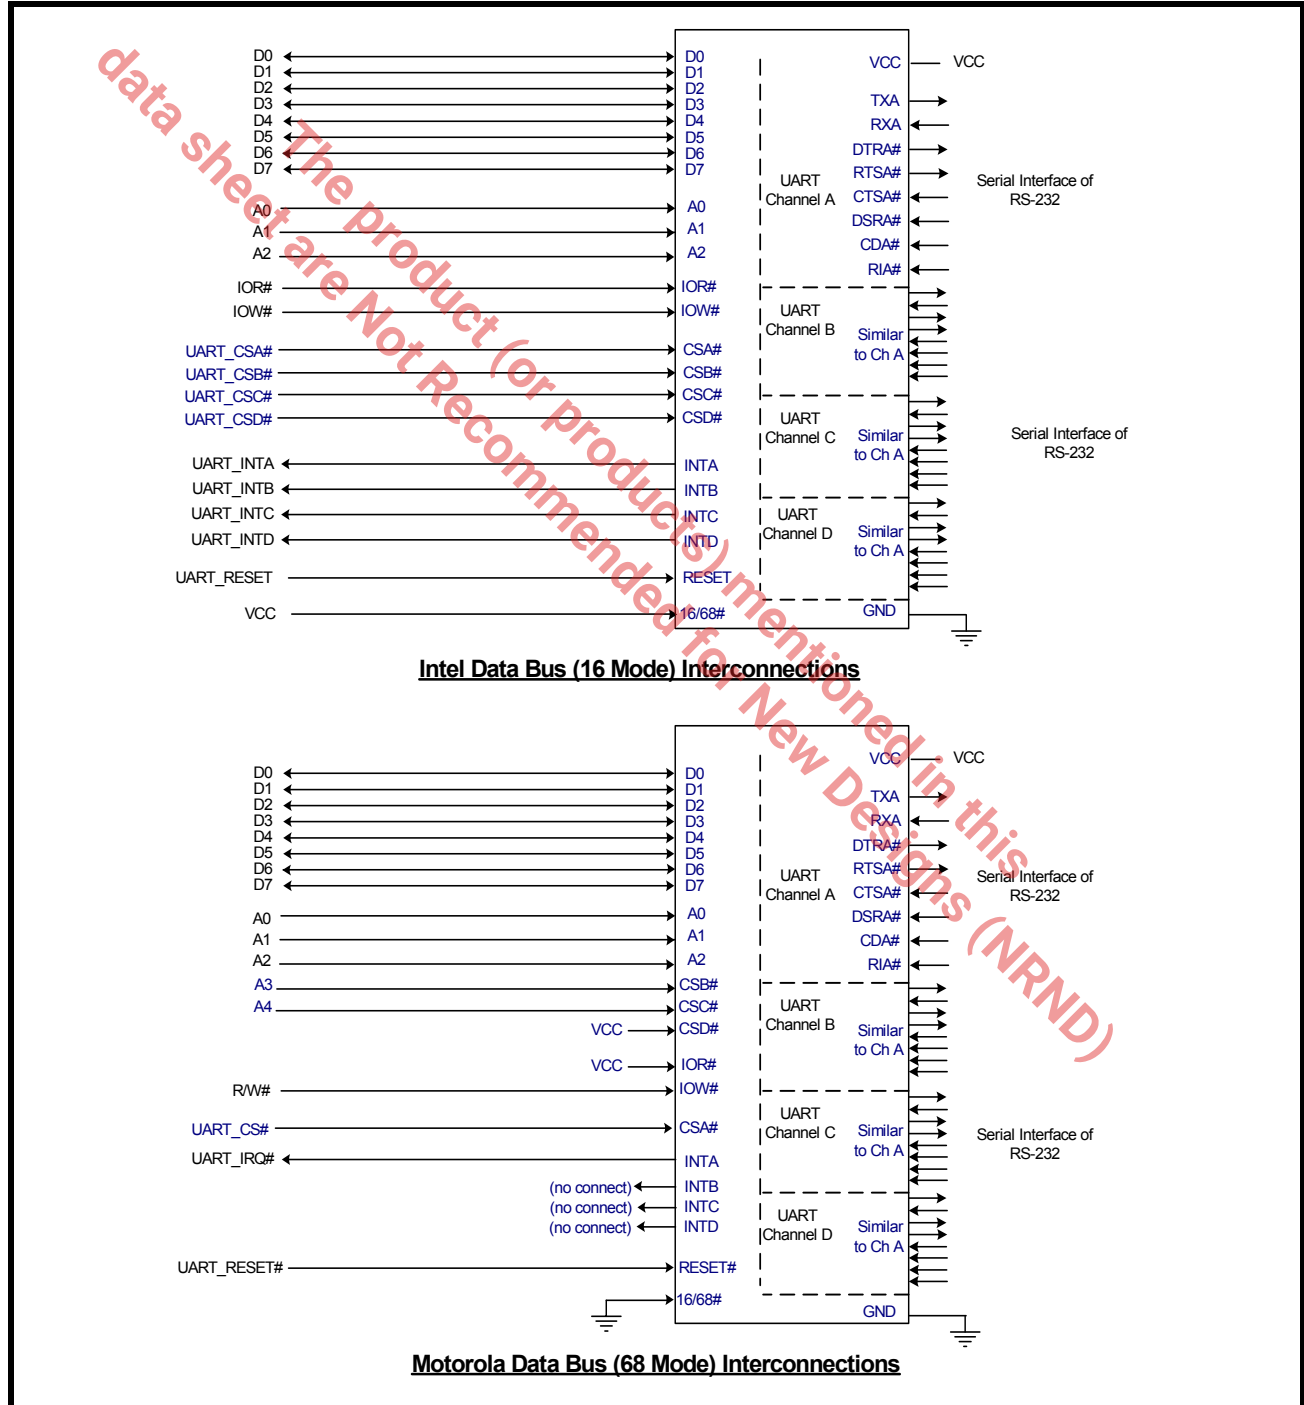 D0 D0 VCC VCC
D1 D1
D2 D2
D3 D3 TXA
D4 D4 RXA
D5 D5
D6 D6 DTRA#
D7 D7 RTSA#
UART
Channel A
Serial Interface of
RS-232
A0 A0 CTSA#
A1 A1 DSRA#
A2 A2 CDA#
RIA#
IOR# IOR#
IOW# IOW#
UART
Channel B
Similar
to Ch A
UART_CSA# CSA#
UART_CSB# CSB#
UART_CSC# CSC#
UART_CSD# CSD#
UART
Channel C
Similar
to Ch A
Serial Interface of
RS-232
UART_INTA INTA
UART_INTB INTB
UART_INTC INTC
UART_INTD INTD
UART
Channel D
Similar
to Ch A
UART_RESET RESET
VCC 16/68# GND
Intel Data Bus (16 Mode) Interconnections
D0 D0 VCC VCC
D1 D1
D2 D2
D3 D3 TXA
D4 D4 RXA
D5 D5
D6 D6 DTRA#
D7 D7 RTSA#
UART
Channel A
Serial Interface of
RS-232
A0 A0 CTSA#
A1 A1 DSRA#
A2 A2 CDA#
RIA#
A3 CSB#
A4 CSC#
VCC CSD#
UART
Channel B
Similar
to Ch A
VCC IOR#
R/W# IOW#
UART_CS# CSA#
UART
Channel C
Similar
to Ch A
Serial Interface of
RS-232
UART_IRQ# INTA
(no connect) INTB
(no connect) INTC
(no connect) INTD
UART
Channel D
Similar
to Ch A
UART_RESET# RESET#
16/68# GND
Motorola Data Bus (68 Mode) Interconnections
The product (or products) mentioned in this
data sheet are Not Recommended for New Designs (NRND)